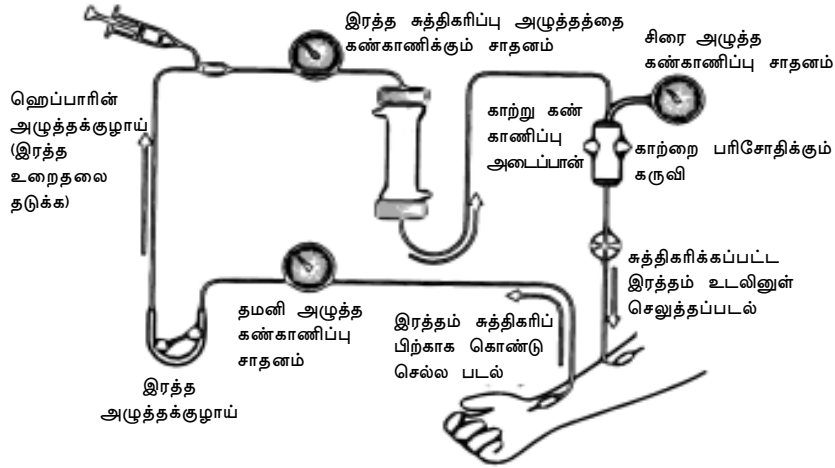 இரத்த சுத்திகரிப்பு அழுத்தத்தை
கண்காணிக்கும் சாதனம்
சிரை அழுத்த
கண்காணிப்பு சாதனம்
ஹெப்பாரின்
அழுத்தக்குழாய்
(இரத்த
உறைதலை
தடுக்க)
காற்று கண்
காணிப்பு
அடைப்பான்
காற்றை பரிசோதிக்கும்
கருவி
சுத்திகரிக்கப்பட்ட
இரத்தம் உடலினுள்
செலுத்தப்படல்
தமனி அழுத்த
கண்காணிப்பு
சாதனம்
இரத்தம் சுத்திகரிப்
பிற்காக கொண்டு
செல்ல படல்
இரத்த
அழுத்தக்குழாய்